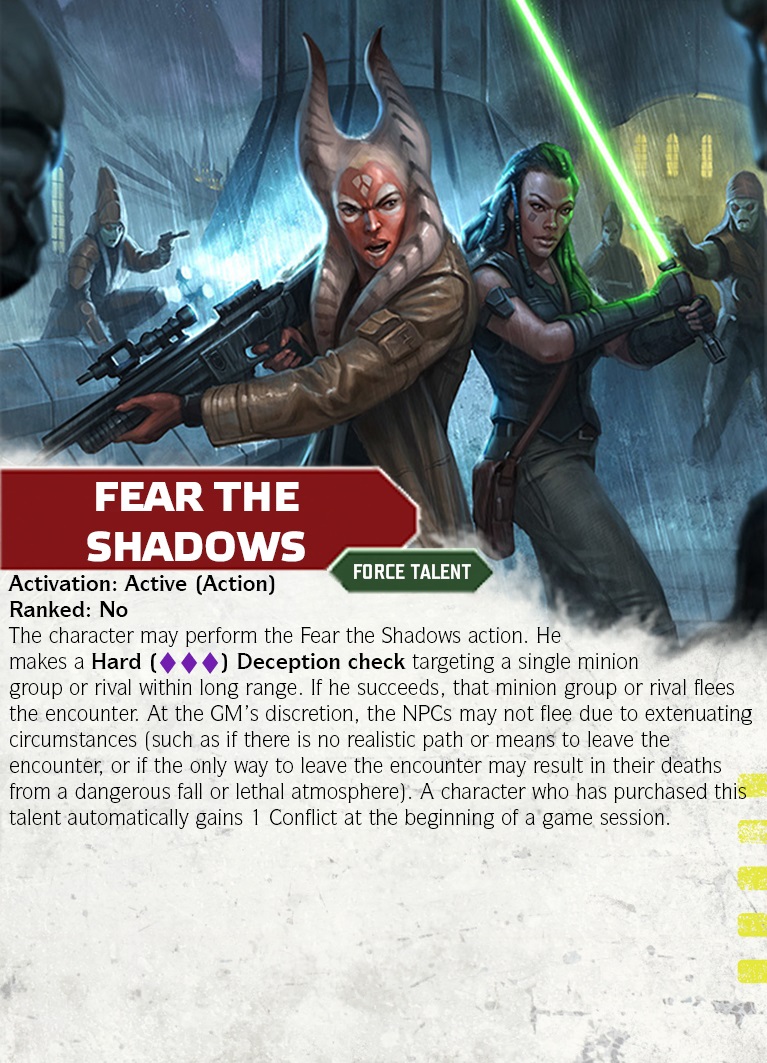 FEAR THE
SHADOWS
FORCE TALENT
Activation: Active (Action)
Ranked: No
The character may perform the Fear the Shadows action. He
makes a Hard (♦♦♦) Deception check targeting a single minion
group or rival within long range. If he succeeds, that minion group or rival flees
the encounter. At the GM's discretion, the NPCs may not flee due to extenuating
circumstances (such as if there is no realistic path or means to leave the
encounter, or if the only way to leave the encounter may result in their deaths
from a dangerous fall or lethal atmosphere). A character who has purchased this
talent automatically gains 1 Conflict at the beginning of a game session.